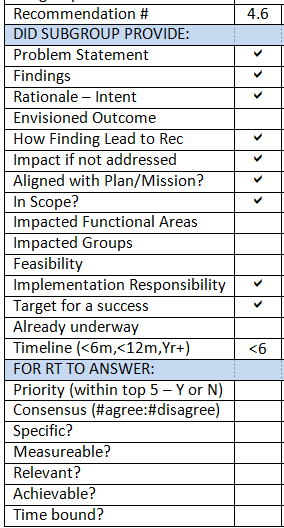 Recommendation # 4.6
DID SUBGROUP PROVIDE:
Problem Statement ✓
Findings ✓
Rationale – Intent ✓
Envisioned Outcome
How Finding Lead to Rec ✓
Impact if not addressed ✓
Aligned with Plan/Mission? ✓
In Scope? ✓
Impacted Functional Areas
Impacted Groups
Feasibility
Implementation Responsibility ✓
Target for a success ✓
Already underway
Timeline (<6m,<12m,Yr+) <6
FOR RT TO ANSWER:
Priority (within top 5 – Y or N)
Consensus (#agree:#disagree)
Specific?
Measureable?
Relevant?
Achievable?
Time bound?